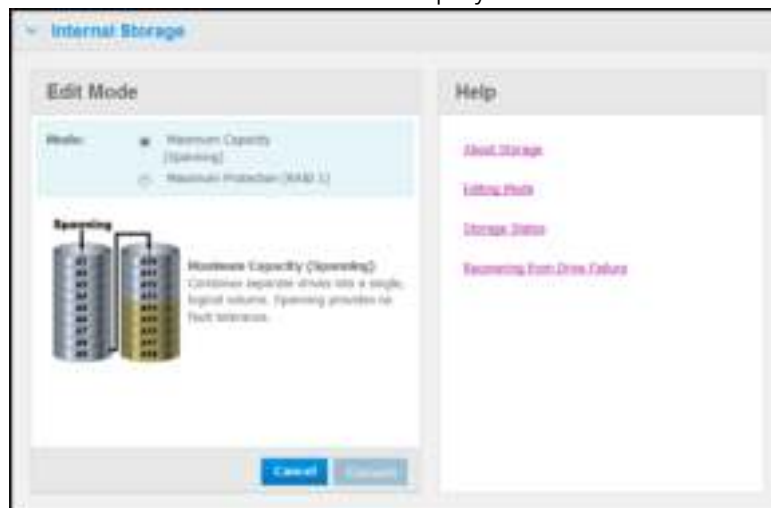 Internal Storage
Edit Mode
Mode:
Maximum Capacity
[Spanning]
Maximum Protection (RAID 1)
Spanning
Maximum Capacity (Spanning)
Combines separate drives into a single,
logical volume. Spanning provides no
fault tolerance.
Cancel
Help
About Storage
Editing Mode
Storage Status
Recovering from Drive Failure